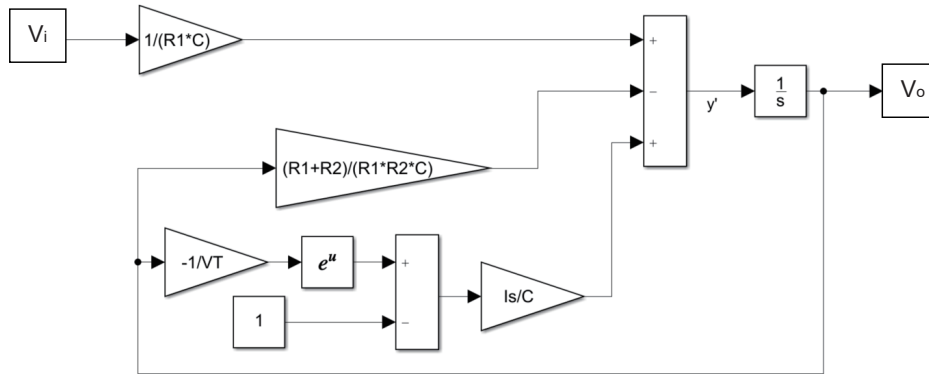 Vi
1/(R1*C)
+
−
+
y'
1
s
Vo
(R1+R2)/(R1*R2*C)
-1/VT
e^u
+
−
1
Is/C